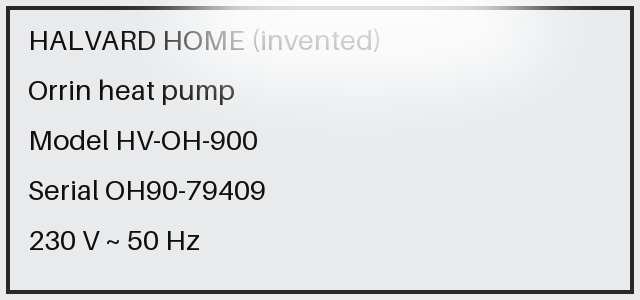 HALVARD HOME (invented)
Orrin heat pump
Model HV-OH-900
Serial OH90-79409
230 V ~ 50 Hz